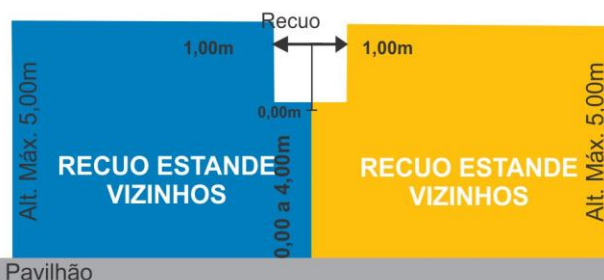 Recuo
1,00m
1,00m
0,00m
Alt. Máx. 5,00m
RECUO ESTANDE
VIZINHOS
0,00 a 4,00m
RECUO ESTANDE
VIZINHOS
Alt. Máx. 5,00m
Pavilhão